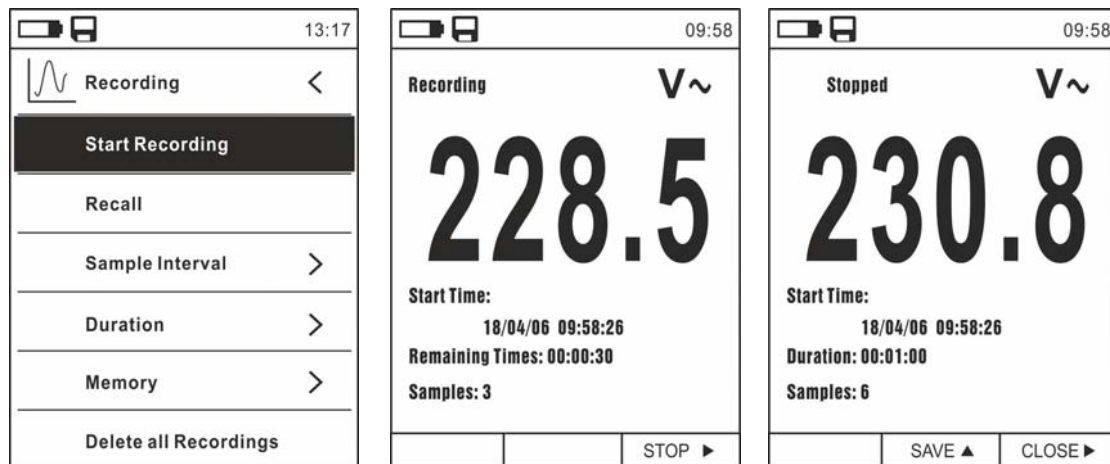 13:17
Recording <
Start Recording
Recall
Sample Interval >
Duration >
Memory >
Delete all Recordings
09:58
Recording V~
228.5
Start Time:
18/04/06 09:58:26
Remaining Times: 00:00:30
Samples: 3
STOP ▶
09:58
Stopped V~
230.8
Start Time:
18/04/06 09:58:26
Duration: 00:01:00
Samples: 6
SAVE ▲ CLOSE ▶